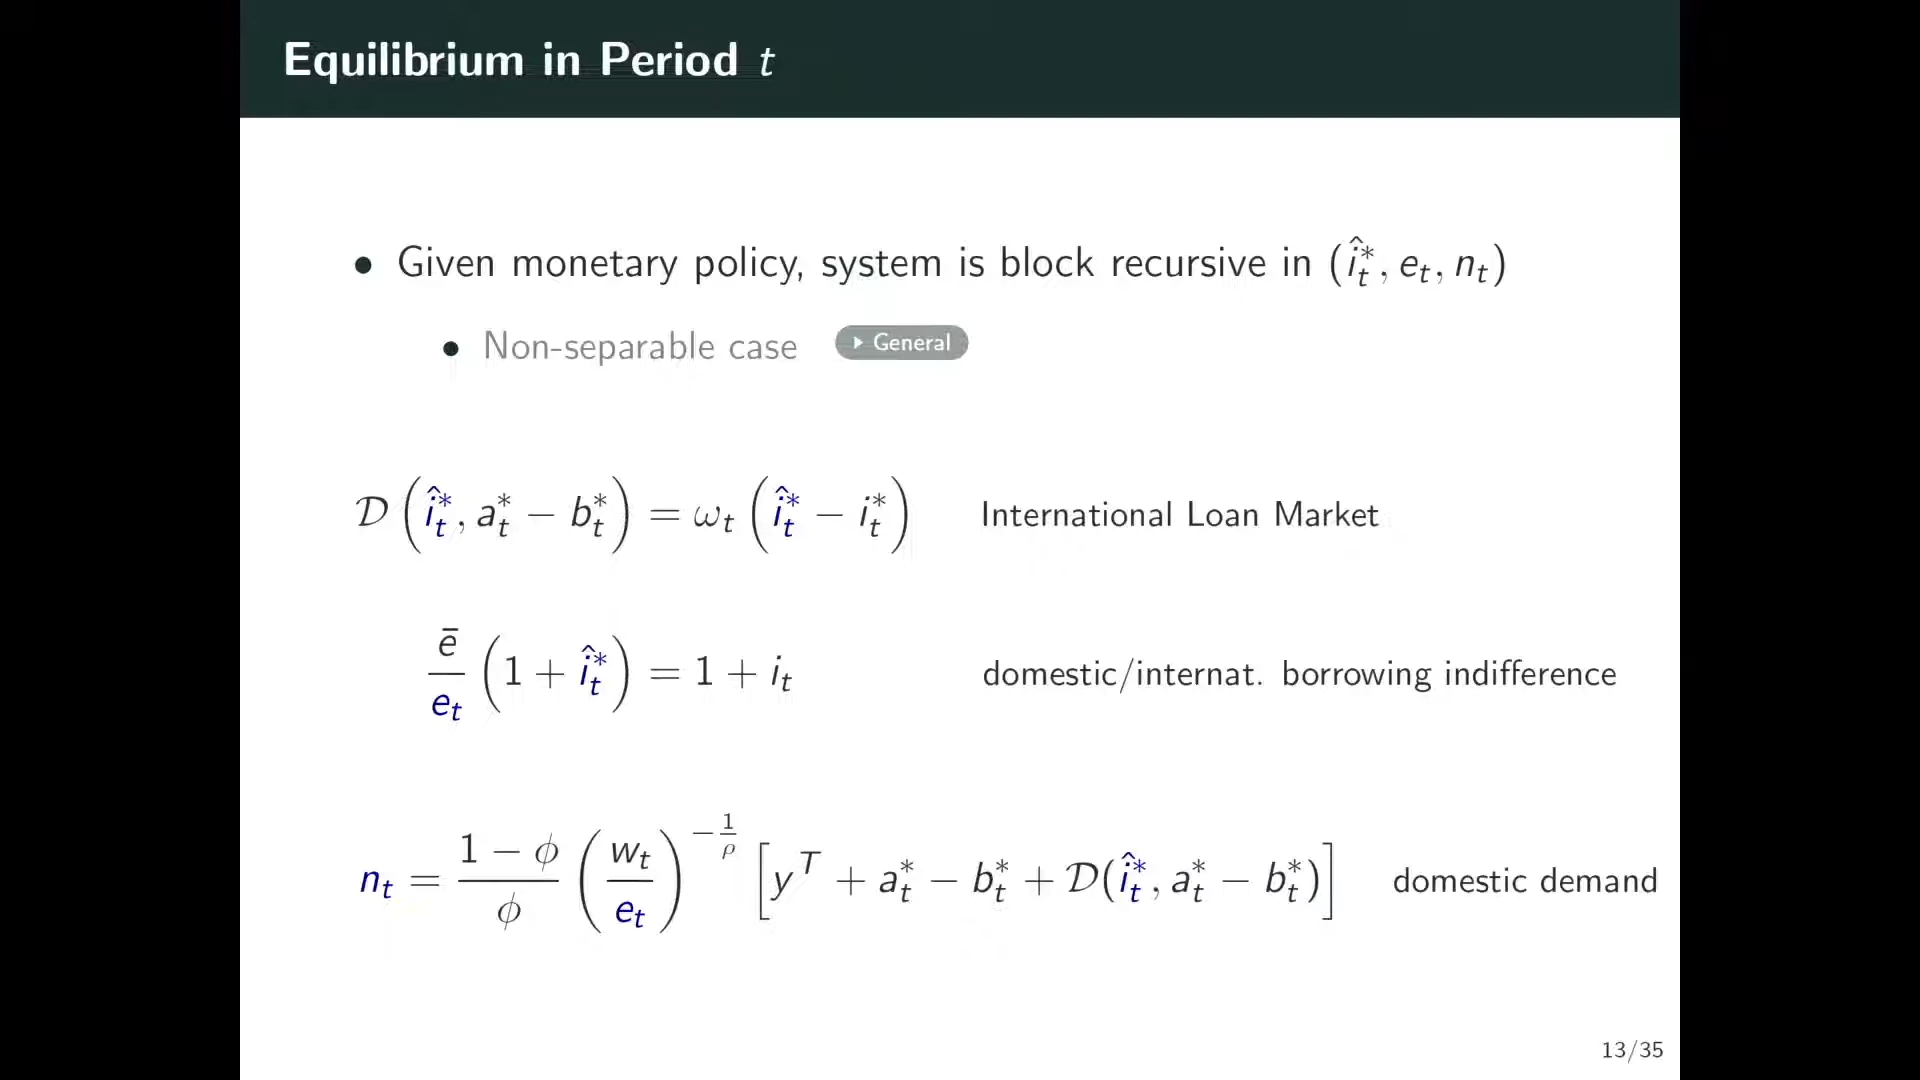 Equilibrium in Period t
• Given monetary policy, system is block recursive in (î*_t, e_t, n_t)
• Non-separable case ▸ General
𝒟(î*_t, a*_t − b*_t) = ω_t (î*_t − i*_t) International Loan Market
ē/e_t (1 + î*_t) = 1 + i_t domestic/internat. borrowing indifference
n_t = (1 − ϕ)/ϕ (w_t/e_t)^(−1/ρ) [y^T + a*_t − b*_t + 𝒟(î*_t, a*_t − b*_t)] domestic demand
13/35